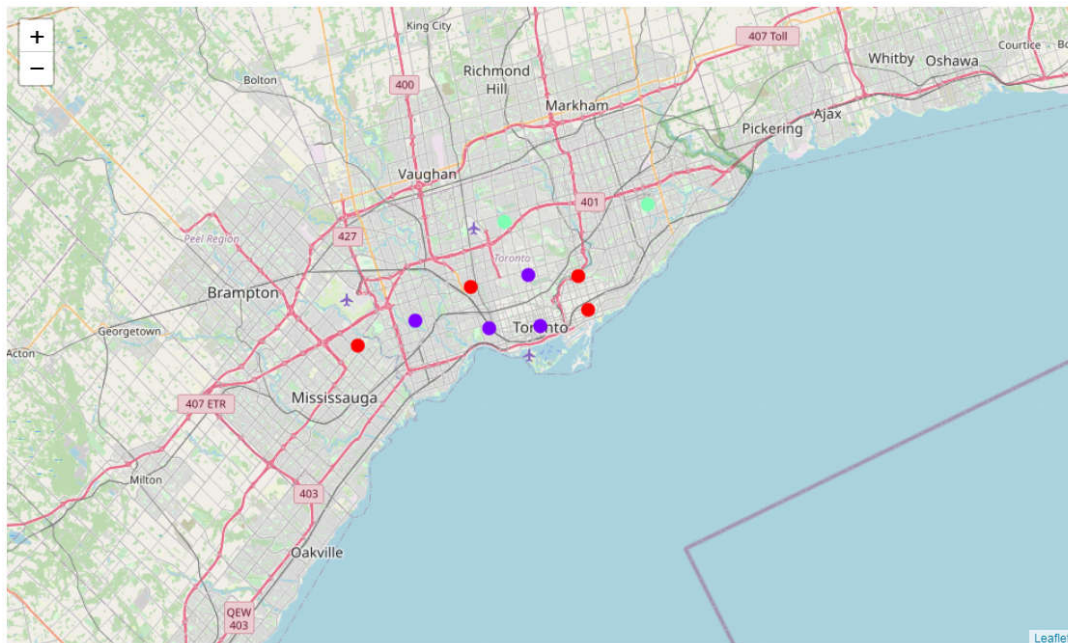 +
−
King City
407 Toll
Courtice
Whitby
Oshawa
Richmond
Hill
Bolton
400
Markham
Ajax
Pickering
Vaughan
401
427
Peel Region
Toronto
Brampton
Georgetown
Toronto
Acton
Mississauga
407 ETR
Milton
403
Oakville
QEW
403